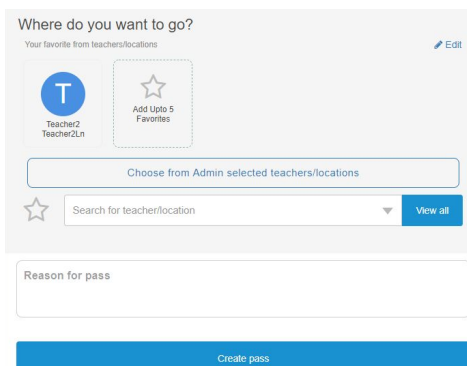 Where do you want to go?
Your favorite from teachers/locations
Edit
T
Teacher2
Teacher2Ln
Add Upto 5
Favorites
Choose from Admin selected teachers/locations
Search for teacher/location
View all
Reason for pass
Create pass